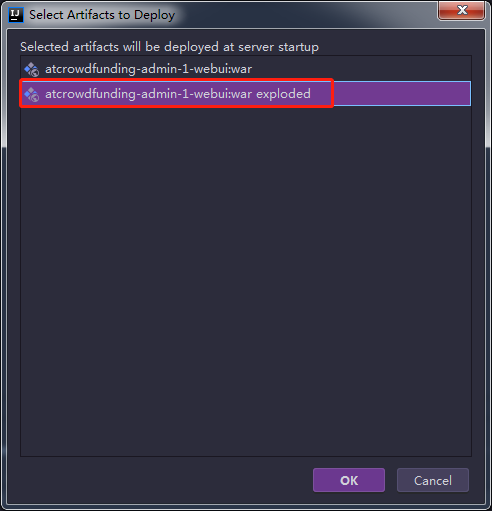 IJ Select Artifacts to Deploy
Selected artifacts will be deployed at server startup
atcrowdfunding-admin-1-webui:war
atcrowdfunding-admin-1-webui:war exploded
OK Cancel